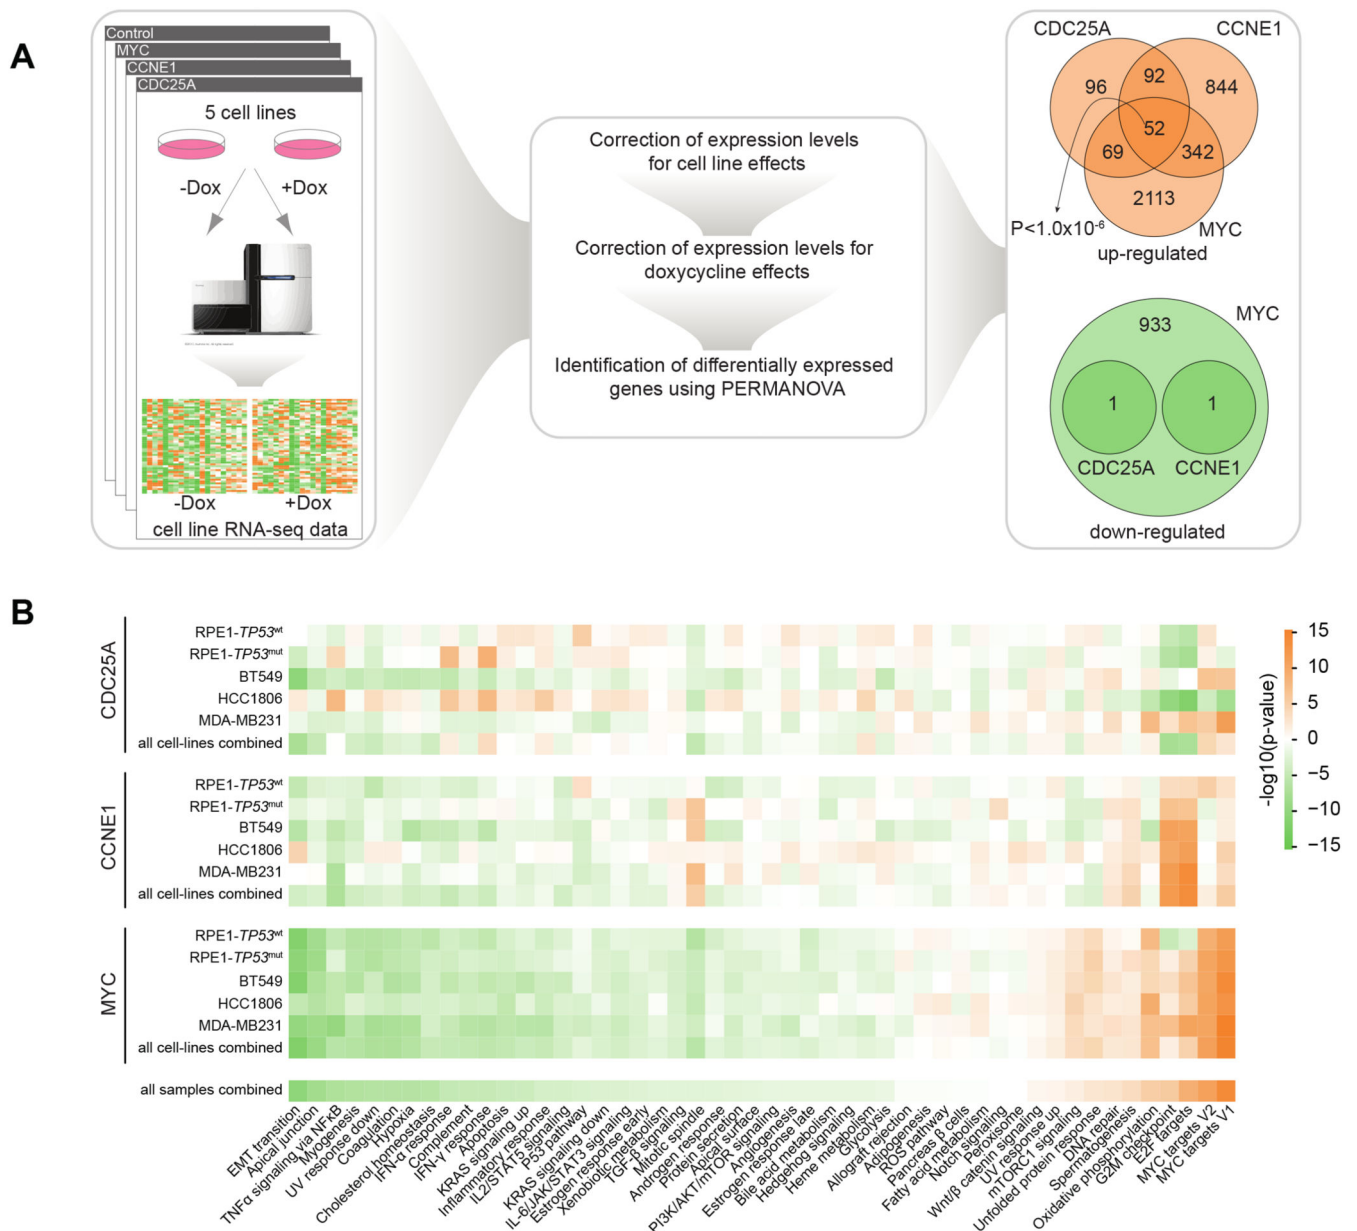 A
Control
MYC
CCNE1
CDC25A
5 cell lines
-Dox
+Dox
-Dox
+Dox
cell line RNA-seq data
Correction of expression levels
for cell line effects
Correction of expression levels for
doxycycline effects
Identification of differentially expressed
genes using PERMANOVA
CDC25A
CCNE1
92
96
844
52
69
342
2113
P<1.0x10⁻⁶
MYC
up-regulated
MYC
933
1
1
CDC25A
CCNE1
down-regulated
B
CDC25A
RPE1-TP53ʷᵗ
RPE1-TP53ᵐᵘᵗ
BT549
HCC1806
MDA-MB231
all cell-lines combined
CCNE1
RPE1-TP53ʷᵗ
RPE1-TP53ᵐᵘᵗ
BT549
HCC1806
MDA-MB231
all cell-lines combined
MYC
RPE1-TP53ʷᵗ
RPE1-TP53ᵐᵘᵗ
BT549
HCC1806
MDA-MB231
all cell-lines combined
all samples combined
15
10
5
0
−5
−10
−15
-log10(p-value)
EMT transition
Apical junction
TNFα signaling via NFκB
Myogenesis
UV response down
Coagulation
Hypoxia
Cholesterol homeostasis
IFN-α response
Complement
IFN-γ response
Apoptosis
KRAS signaling up
Inflammatory response
IL2/STAT5 signaling
P53 pathway
KRAS signaling down
IL-6/JAK/STAT3 signaling
Estrogen response early
Xenobiotic metabolism
TGF-β signaling
Mitotic spindle
Androgen response
Protein secretion
Apical surface
PI3K/AKT/mTOR signaling
Angiogenesis
Estrogen response late
Bile acid metabolism
Hedgehog signaling
Heme metabolism
Glycolysis
Allograft rejection
Adipogenesis
ROS pathway
Pancreas β cells
Fatty acid metabolism
Notch signaling
Peroxisome
Wnt/β catenin signaling
UV response up
mTORC1 signaling
Unfolded protein response
DNA repair
Spermatogenesis
Oxidative phosphorylation
G2M checkpoint
E2F targets
MYC targets V2
MYC targets V1